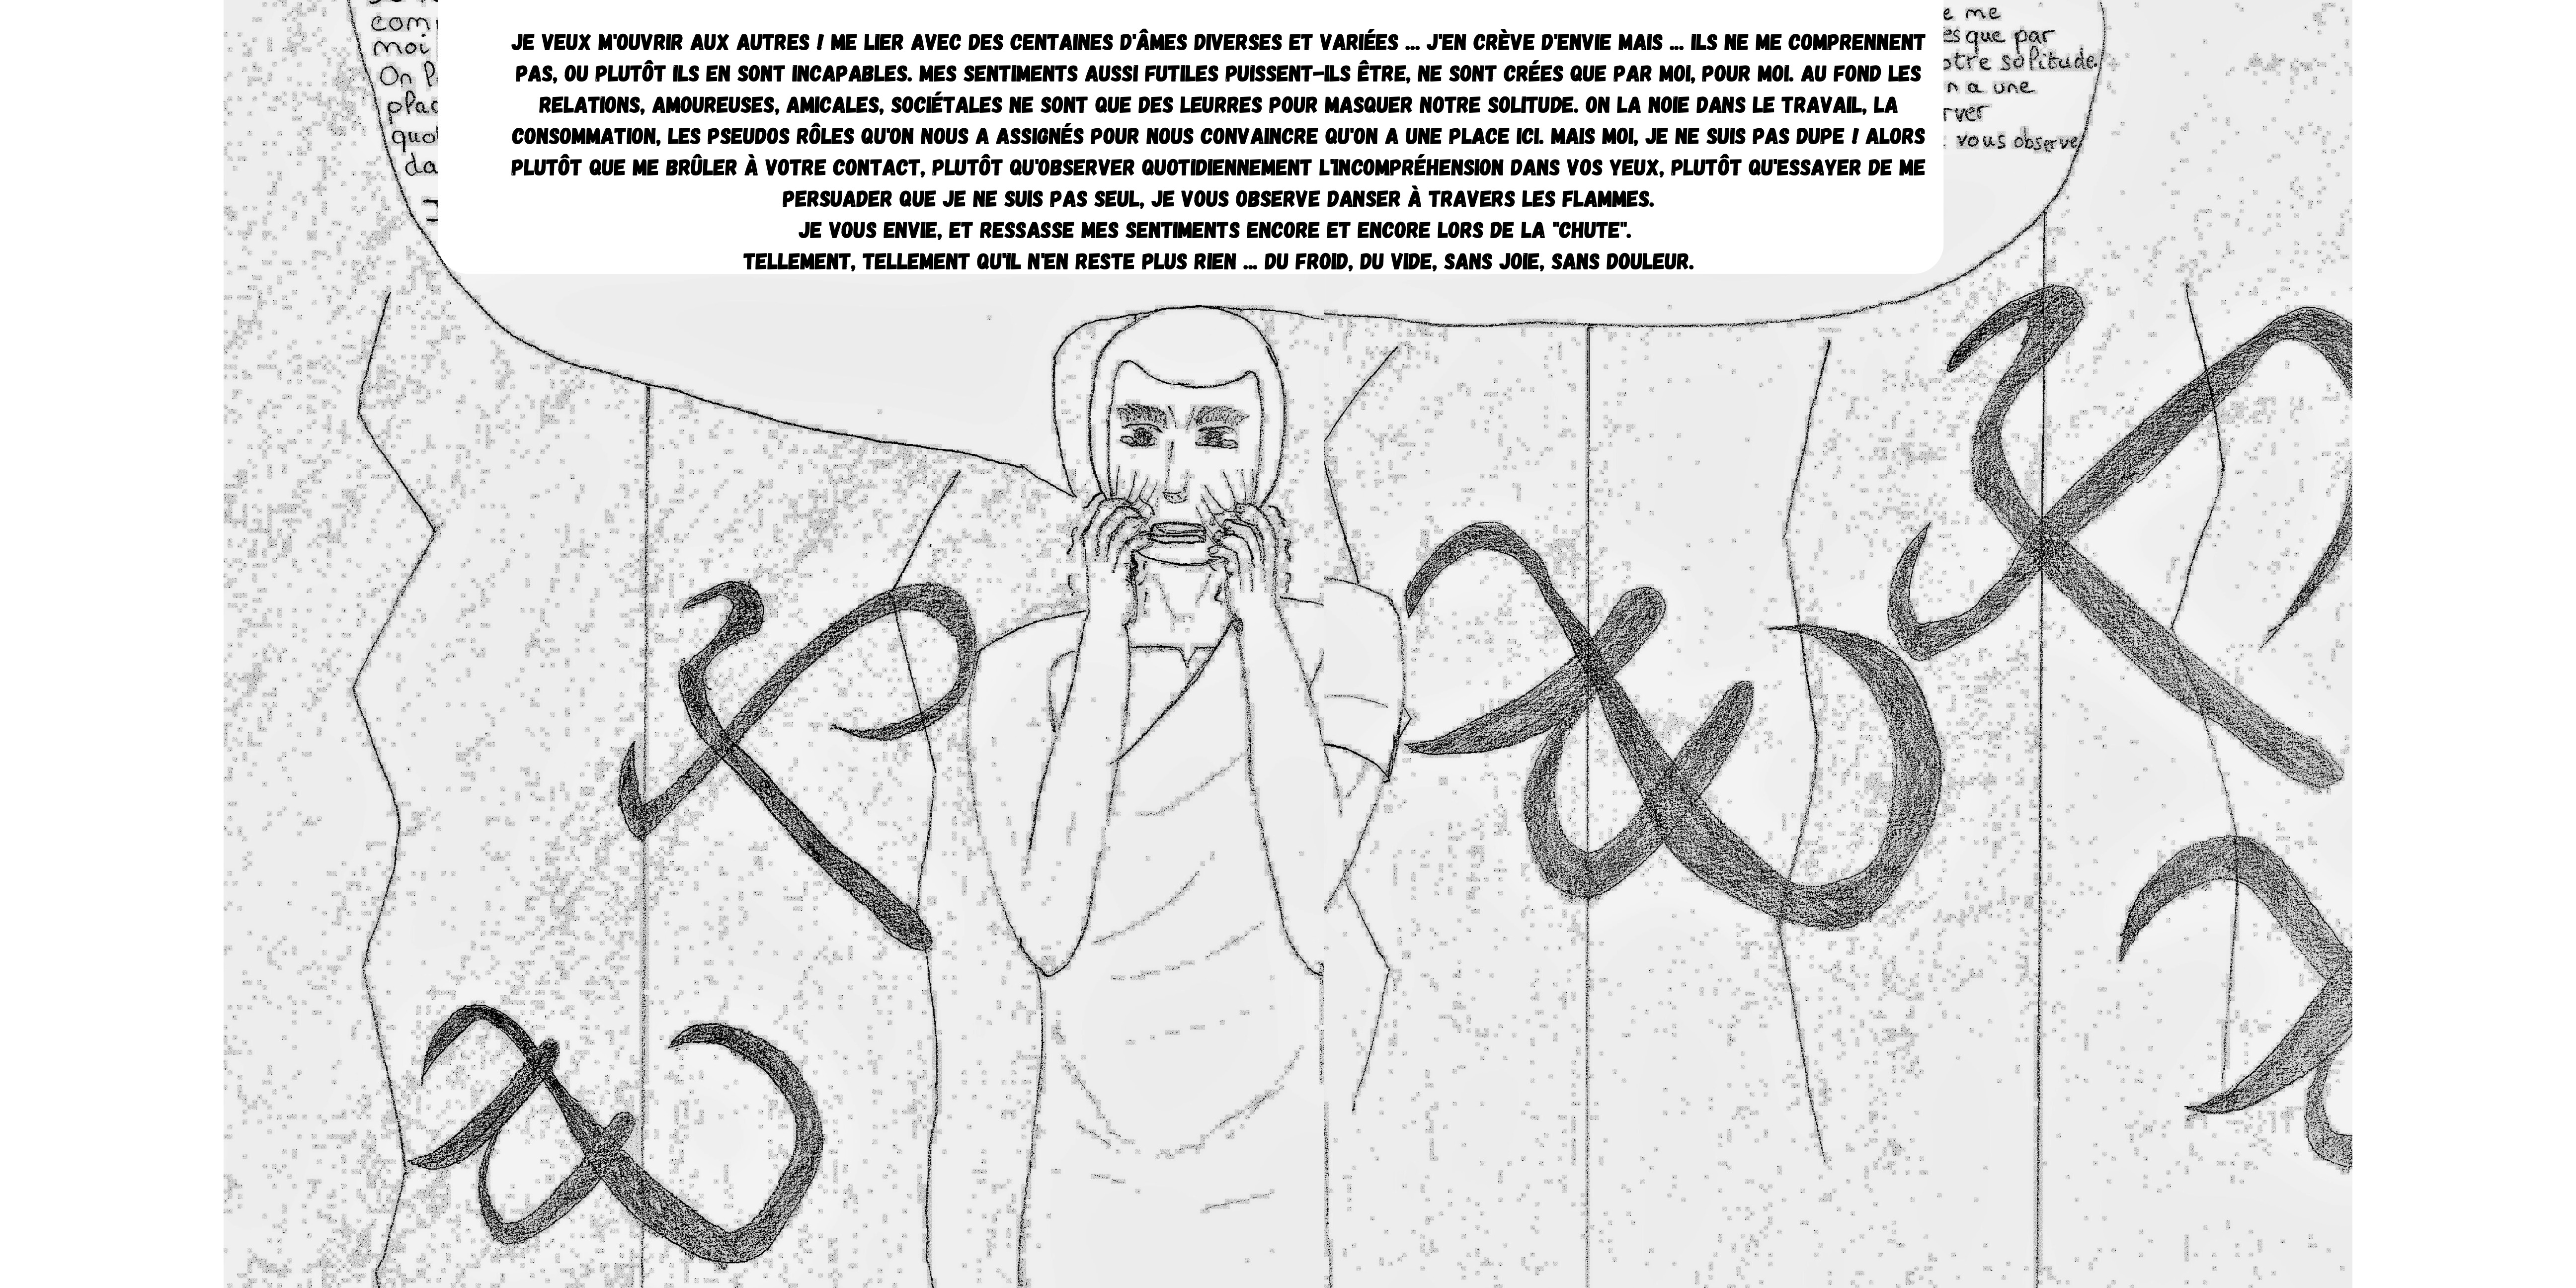 JE VEUX M'OUVRIR AUX AUTRES ! ME LIER AVEC DES CENTAINES D'ÂMES DIVERSES ET VARIÉES ... J'EN CRÈVE D'ENVIE MAIS ... ILS NE ME COMPRENNENT
PAS, OU PLUTÔT ILS EN SONT INCAPABLES. MES SENTIMENTS AUSSI FUTILES PUISSENT-ILS ÊTRE, NE SONT CRÉES QUE PAR MOI, POUR MOI. AU FOND LES
RELATIONS, AMOUREUSES, AMICALES, SOCIÉTALES NE SONT QUE DES LEURRES POUR MASQUER NOTRE SOLITUDE. ON LA NOIE DANS LE TRAVAIL, LA
CONSOMMATION, LES PSEUDOS RÔLES QU'ON NOUS A ASSIGNÉS POUR NOUS CONVAINCRE QU'ON A UNE PLACE ICI. MAIS MOI, JE NE SUIS PAS DUPE ! ALORS
PLUTÔT QUE ME BRÛLER À VOTRE CONTACT, PLUTÔT QU'OBSERVER QUOTIDIENNEMENT L'INCOMPRÉHENSION DANS VOS YEUX, PLUTÔT QU'ESSAYER DE ME
PERSUADER QUE JE NE SUIS PAS SEUL, JE VOUS OBSERVE DANSER À TRAVERS LES FLAMMES.
JE VOUS ENVIE, ET RESSASSE MES SENTIMENTS ENCORE ET ENCORE LORS DE LA "CHUTE".
TELLEMENT, TELLEMENT QU'IL N'EN RESTE PLUS RIEN ... DU FROID, DU VIDE, SANS JOIE, SANS DOULEUR.
com
moi
On l
plac
quo
da
e me
es que par
otre solitude.
n a une
rver
vous observe